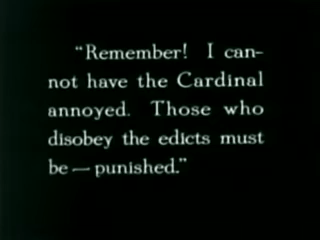 “Remember! I can-
not have the Cardinal
annoyed. Those who
disobey the edicts must
be — punished.”